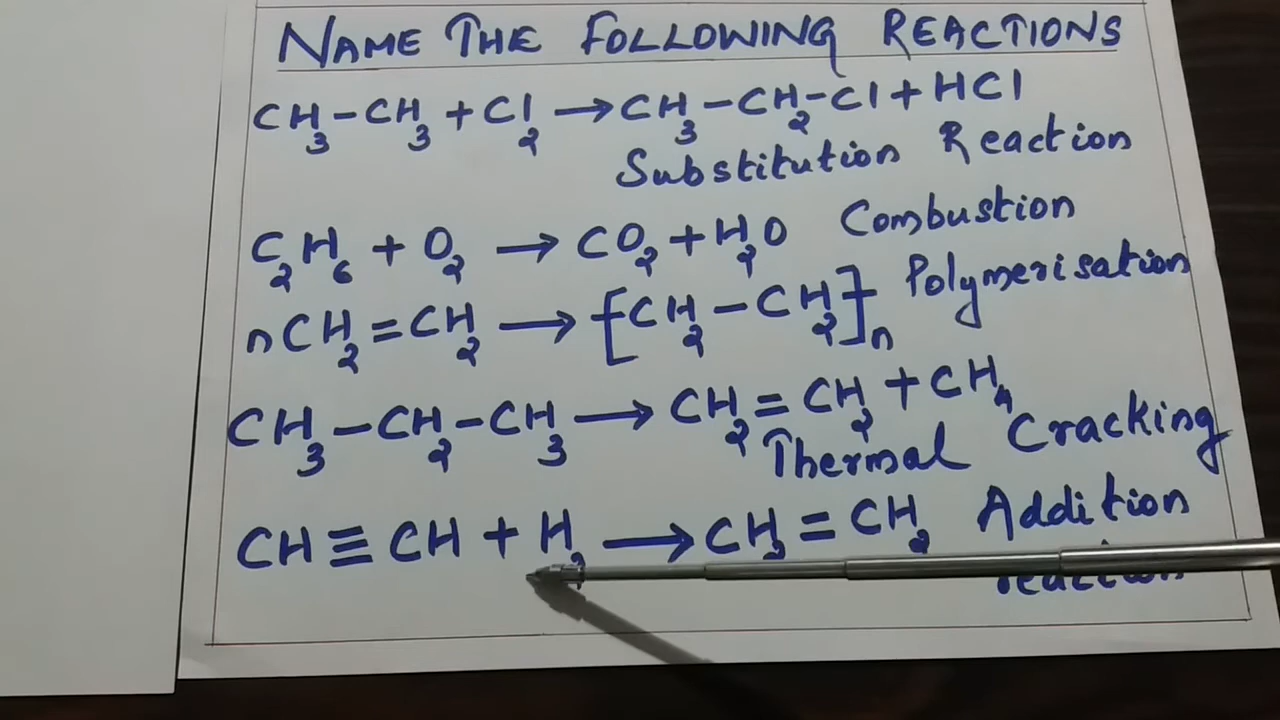 NAME THE FOLLOWING REACTIONS
CH₃-CH₃ + Cl₂ → CH₃-CH₂-Cl + HCl
Substitution Reaction
C₂H₆ + O₂ → CO₂ + H₂O Combustion
nCH₂=CH₂ → [CH₂-CH₂]ₙ Polymerisation
CH₃-CH₂-CH₃ → CH₂=CH₂ + CH₄
Thermal Cracking
CH≡CH + H₂ → CH₂=CH₂ Addition
reaction